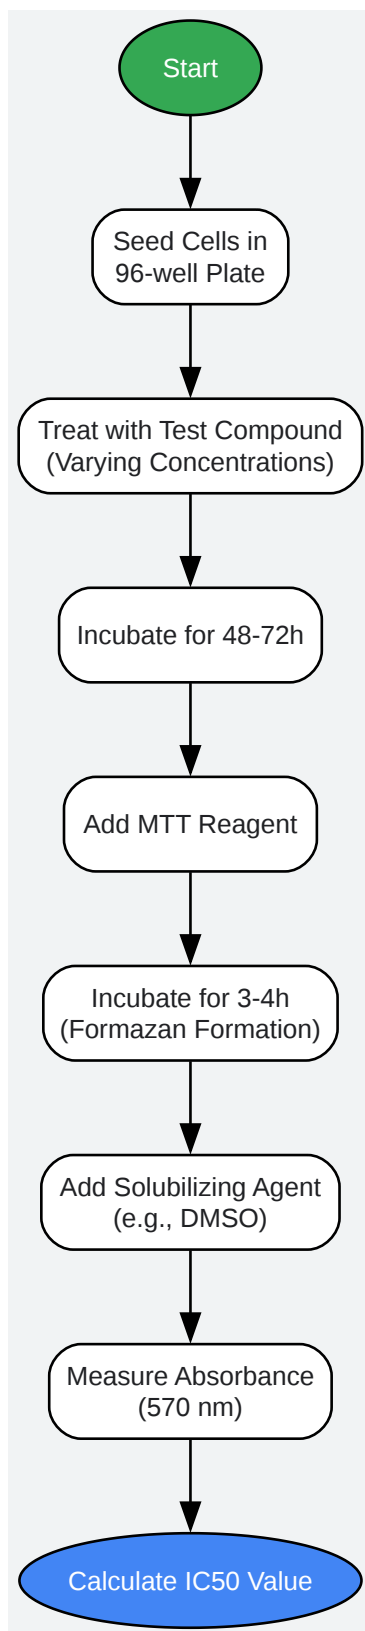 Start
Seed Cells in
96-well Plate
Treat with Test Compound
(Varying Concentrations)
Incubate for 48-72h
Add MTT Reagent
Incubate for 3-4h
(Formazan Formation)
Add Solubilizing Agent
(e.g., DMSO)
Measure Absorbance
(570 nm)
Calculate IC50 Value